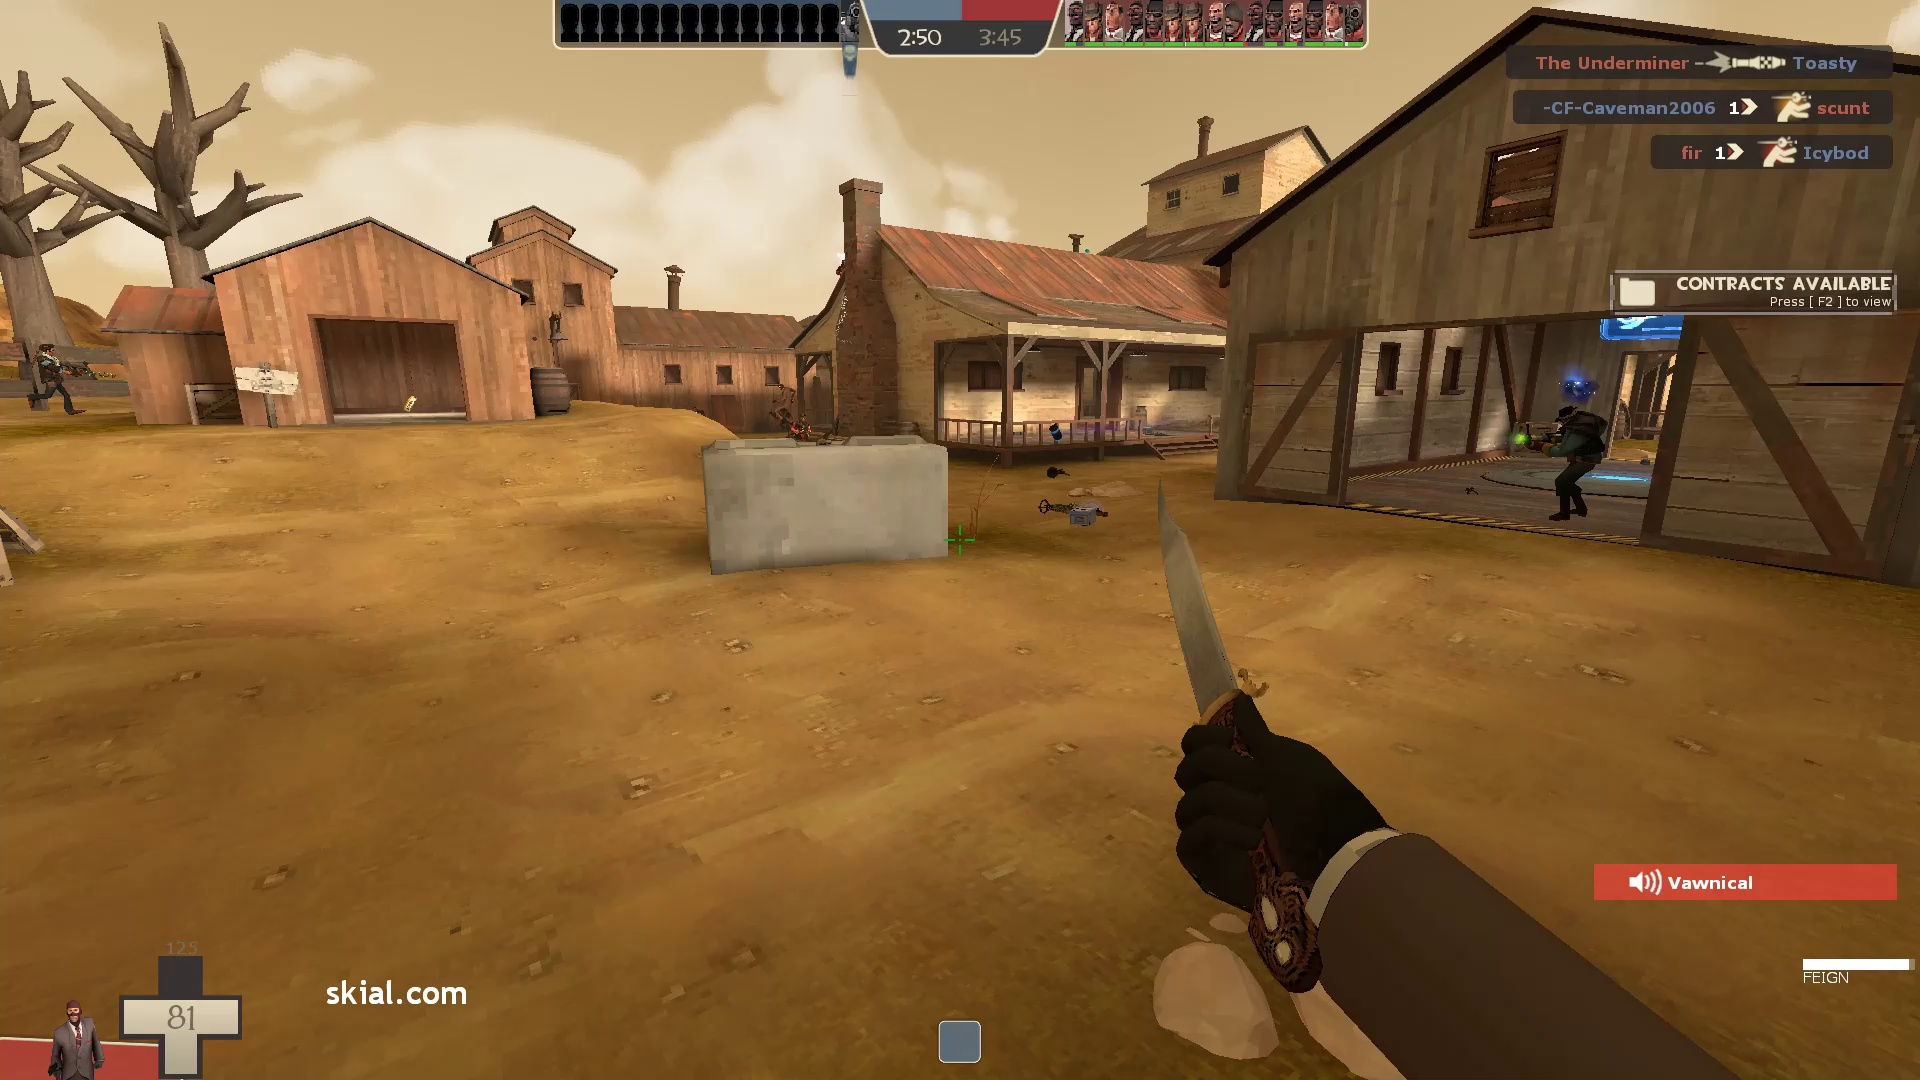 2:50 3:45
The Underminer Toasty
-CF-Caveman2006 1 scunt
fir 1 Icybod
CONTRACTS AVAILABLE
Press [ F2 ] to view
Vawnical
FEIGN
125
81
skial.com